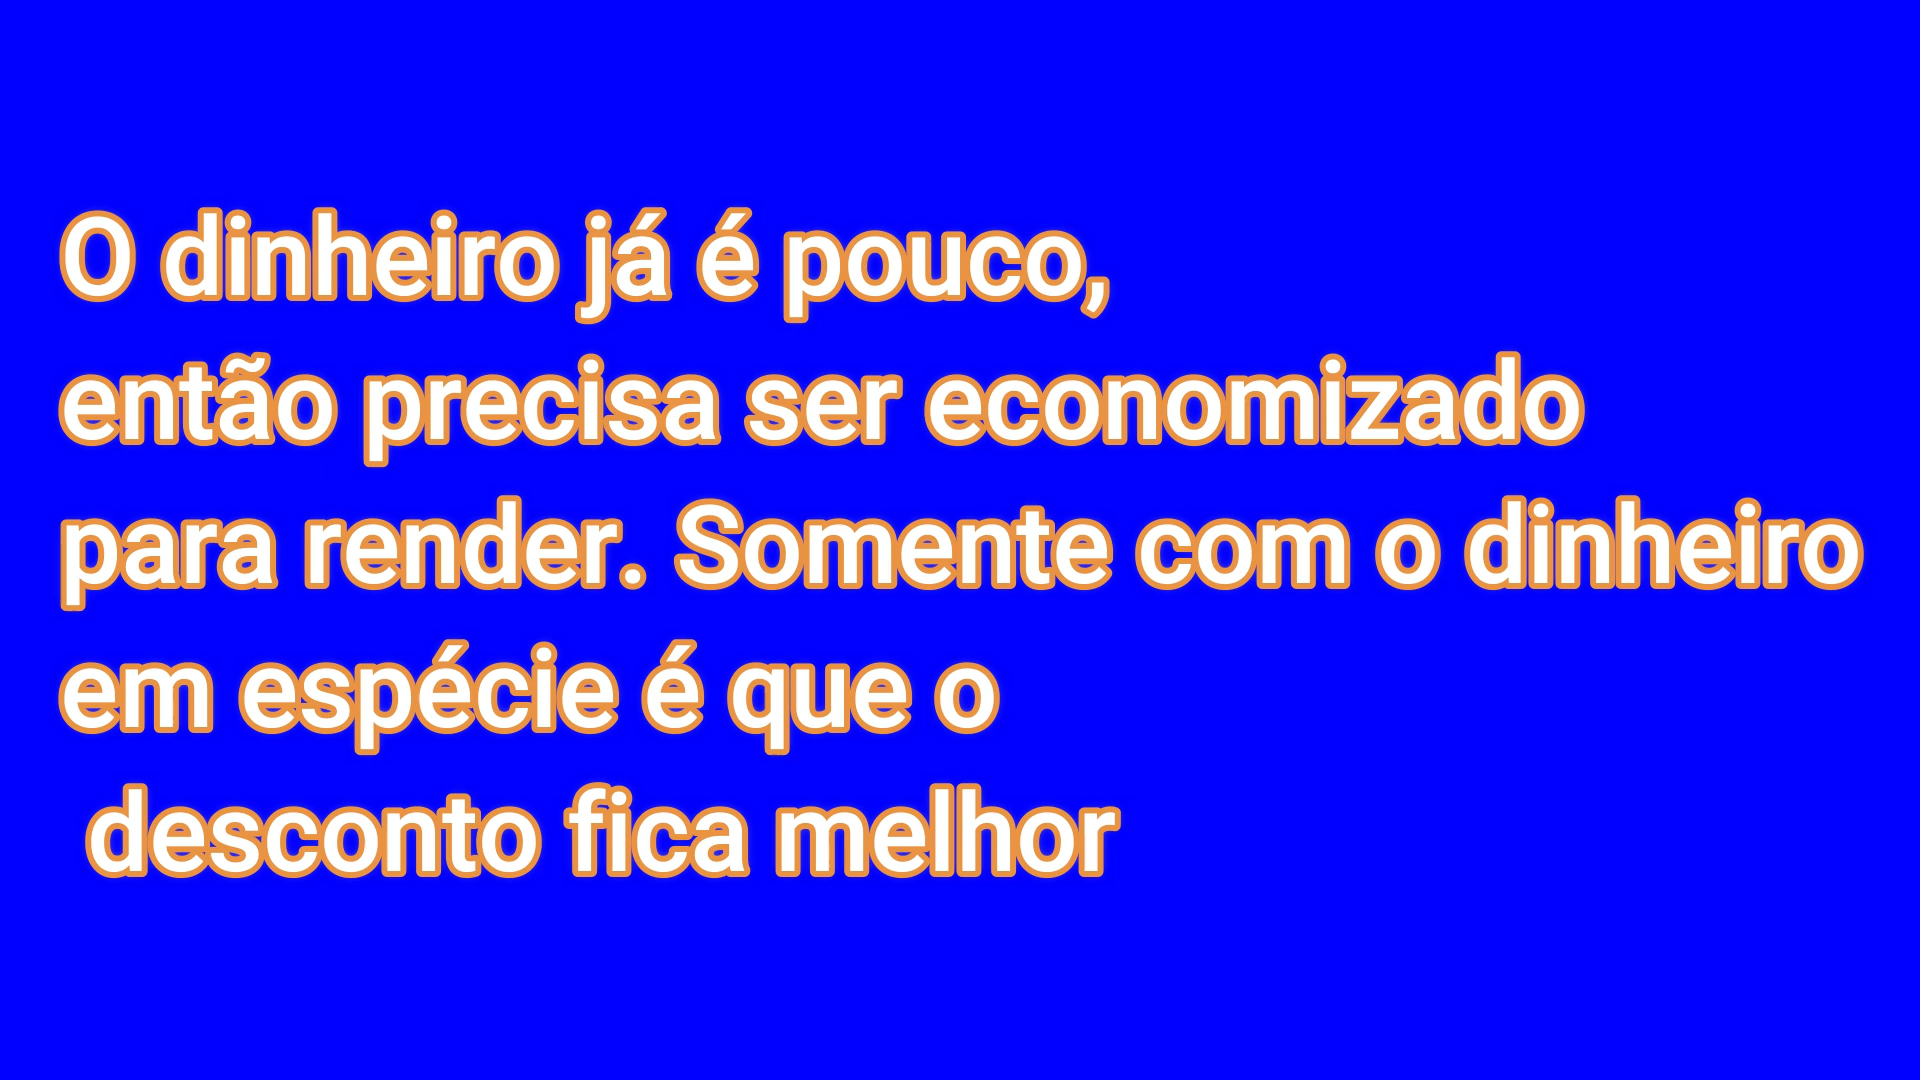 O dinheiro já é pouco,
então precisa ser economizado
para render. Somente com o dinheiro
em espécie é que o
desconto fica melhor